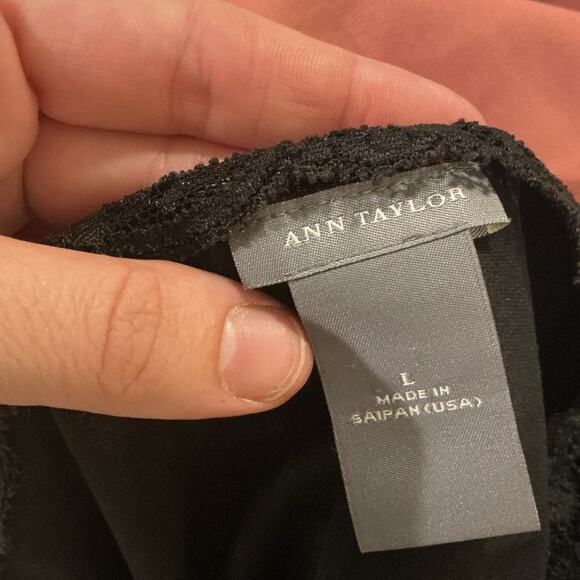 ANN TAYLOR
L
MADE IN
SAIPAN(USA)